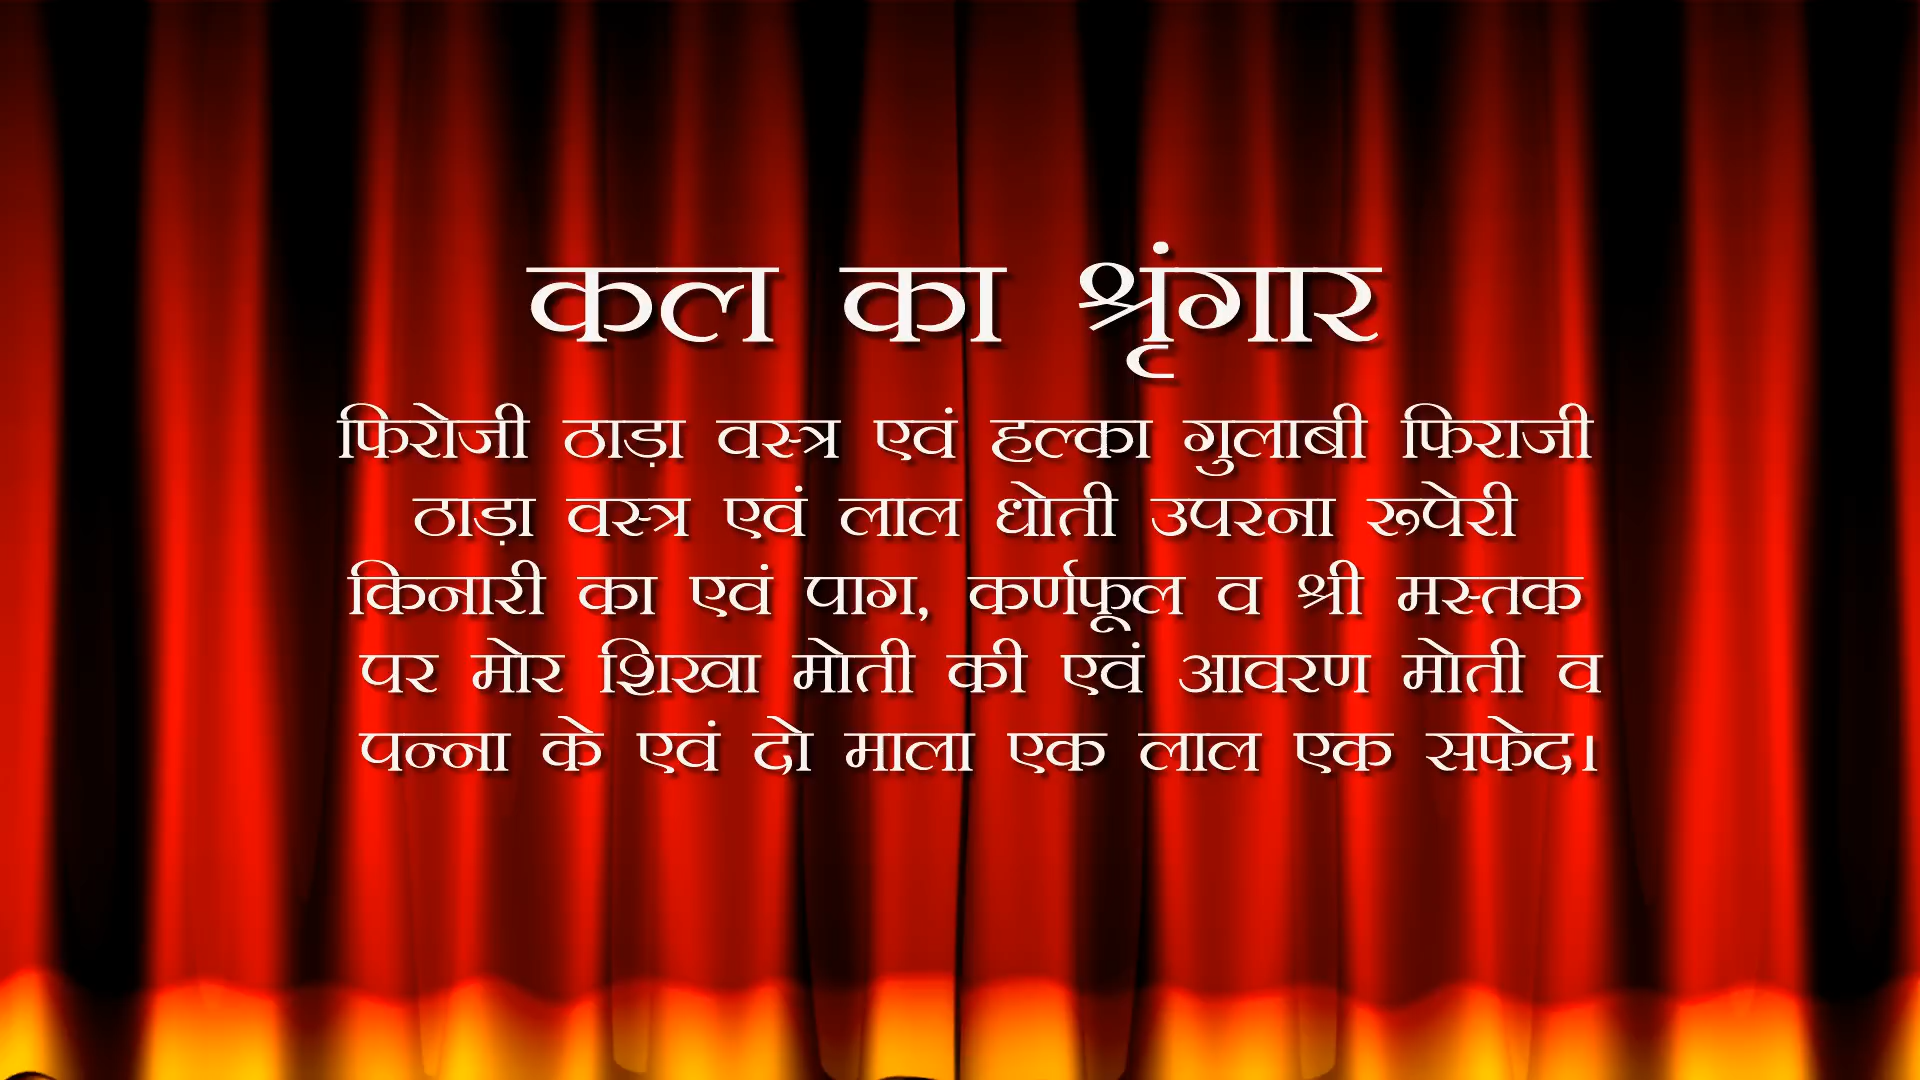 कल का श्रृंगार
फिरोजी ठाड़ा वस्त्र एवं हल्का गुलाबी फिराजी
ठाड़ा वस्त्र एवं लाल धोती उपरना रूपेरी
किनारी का एवं पाग, कर्णफूल व श्री मस्तक
पर मोर शिखा मोती की एवं आवरण मोती व
पन्ना के एवं दो माला एक लाल एक सफेद।